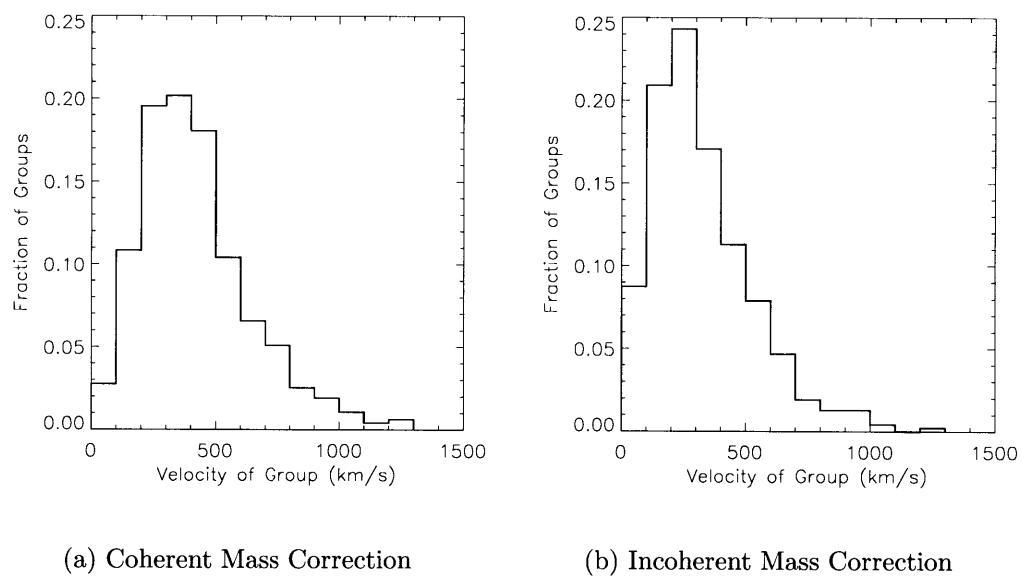 0.25
0.20
0.15
0.10
0.05
0.00
Fraction of Groups
0 500 1000 1500
Velocity of Group (km/s)
(a) Coherent Mass Correction
0.25
0.20
0.15
0.10
0.05
0.00
Fraction of Groups
0 500 1000 1500
Velocity of Group (km/s)
(b) Incoherent Mass Correction